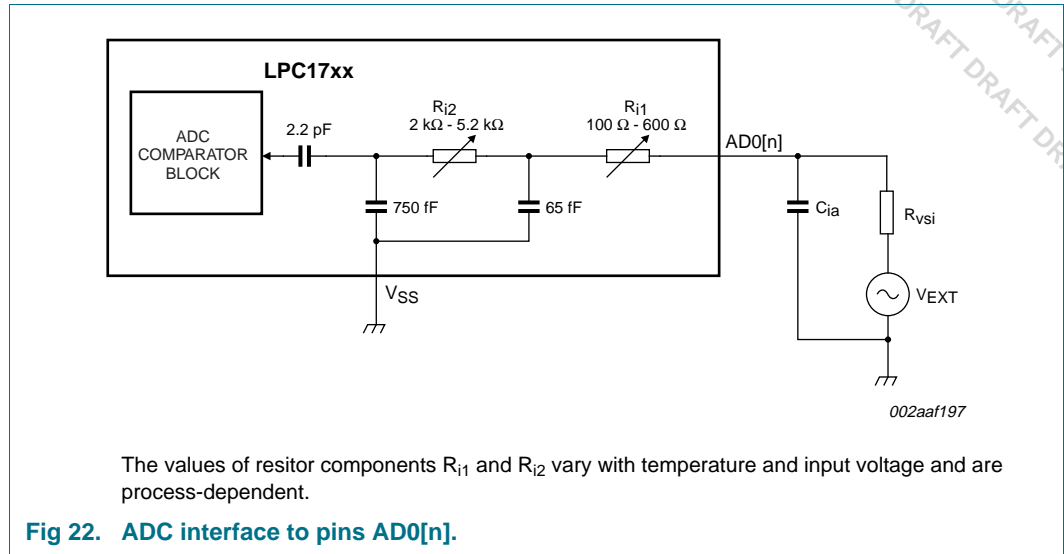 DRAFT DRAFT
DRAFT DRAFT DRA
LPC17xx
ADC
COMPARATOR
BLOCK
2.2 pF
Ri2
2 kΩ - 5.2 kΩ
Ri1
100 Ω - 600 Ω
AD0[n]
750 fF
65 fF
Cia
Rvsi
VSS
VEXT
002aaf197
The values of resitor components Ri1 and Ri2 vary with temperature and input voltage and are
process-dependent.
Fig 22. ADC interface to pins AD0[n].